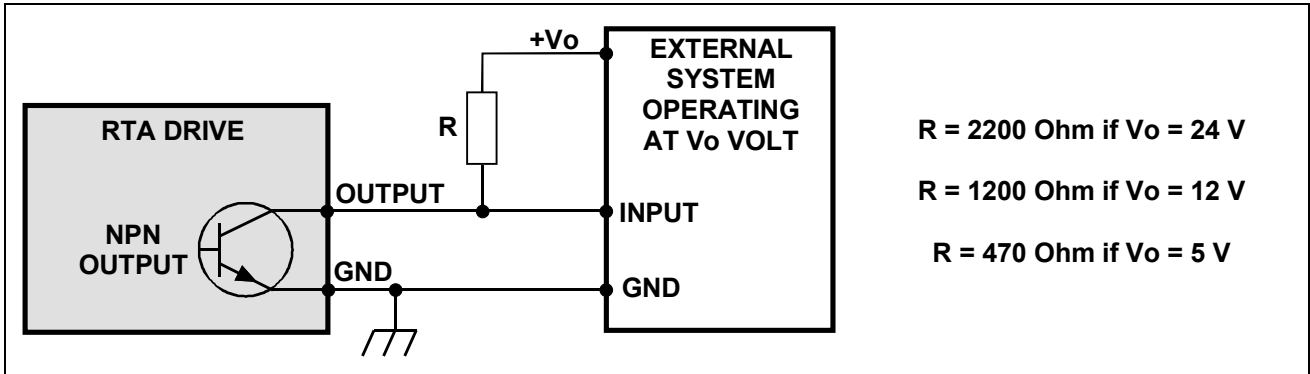 +Vo
EXTERNAL
SYSTEM
OPERATING
AT Vo VOLT
RTA DRIVE
R
R = 2200 Ohm if Vo = 24 V
R = 1200 Ohm if Vo = 12 V
R = 470 Ohm if Vo = 5 V
OUTPUT
INPUT
NPN
OUTPUT
GND
GND